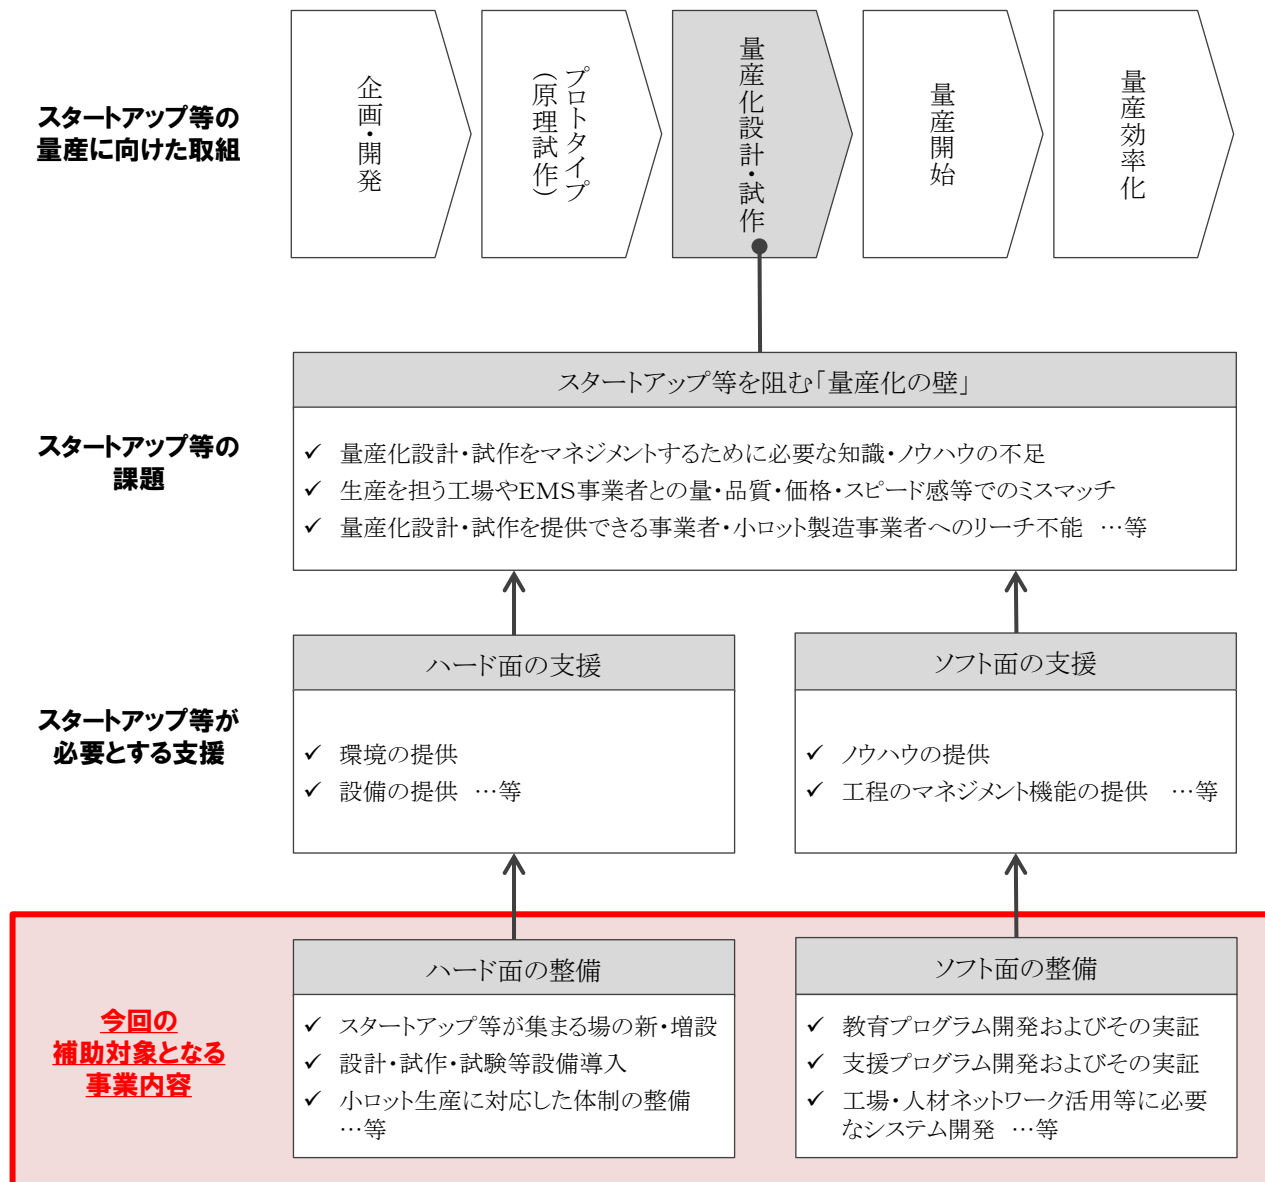 スタートアップ等の
量産に向けた取組
企画・開発
プロトタイプ
(原理試作)
量産化設計・試作
量産開始
量産効率化
スタートアップ等の
課題
スタートアップ等を阻む「量産化の壁」
✓ 量産化設計・試作をマネジメントするために必要な知識・ノウハウの不足
✓ 生産を担う工場やEMS事業者との量・品質・価格・スピード感等でのミスマッチ
✓ 量産化設計・試作を提供できる事業者・小ロット製造事業者へのリーチ不能 …等
スタートアップ等が
必要とする支援
ハード面の支援
✓ 環境の提供
✓ 設備の提供 …等
ソフト面の支援
✓ ノウハウの提供
✓ 工程のマネジメント機能の提供 …等
今回の
補助対象となる
事業内容
ハード面の整備
✓ スタートアップ等が集まる場の新・増設
✓ 設計・試作・試験等設備導入
✓ 小ロット生産に対応した体制の整備
…等
ソフト面の整備
✓ 教育プログラム開発およびその実証
✓ 支援プログラム開発およびその実証
✓ 工場・人材ネットワーク活用等に必要
なシステム開発 …等